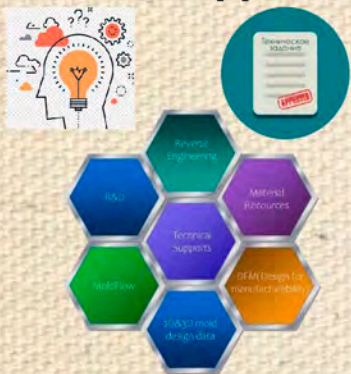 ???
Техническое
задание
Reverse
Engineering
R&D
Material
Resources
Technical
Supports
MoldFlow
DFM( Design for
manufacturability)
2D&3D mold
design data